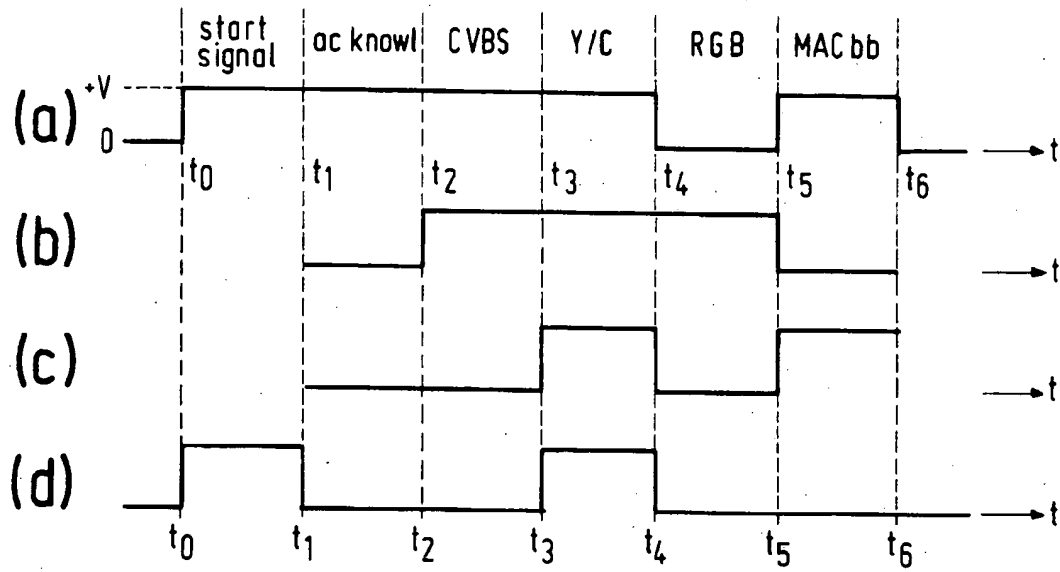 start signal
ac knowl
CVBS
Y/C
RGB
MAC bb
+V
(a)
0
t
t0 t1 t2 t3 t4 t5 t6
(b)
t
(c)
t
(d)
t
t0 t1 t2 t3 t4 t5 t6